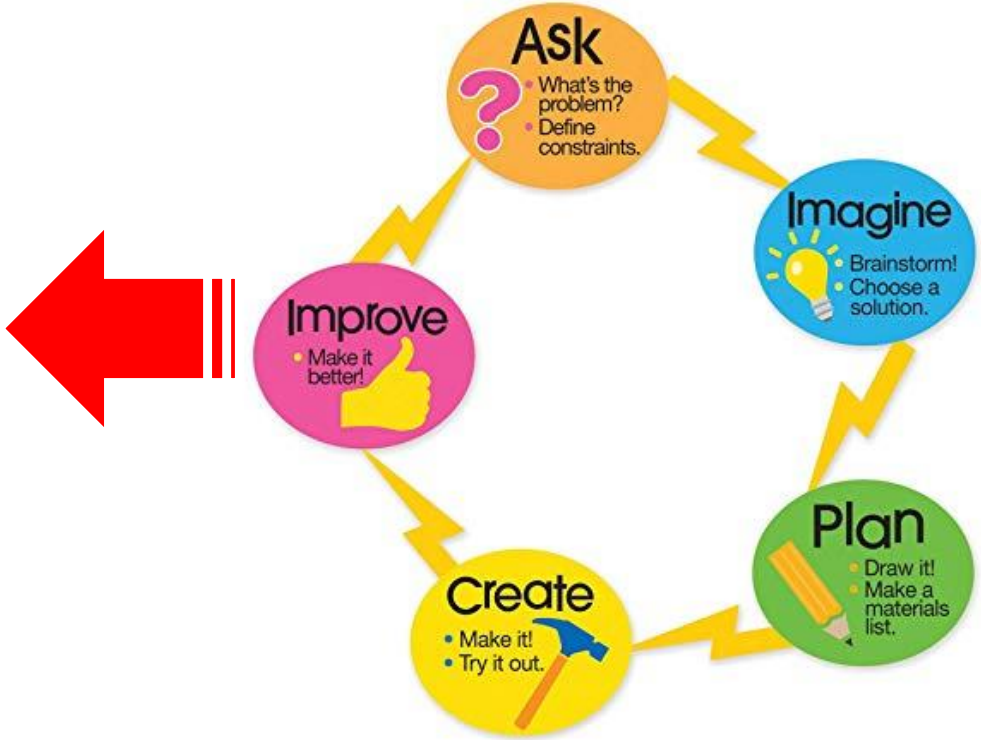 Ask
• What's the
problem?
• Define
constraints.
Imagine
• Brainstorm!
• Choose a
solution.
Plan
• Draw it!
• Make a
materials
list.
Create
• Make it!
• Try it out.
Improve
• Make it
better!